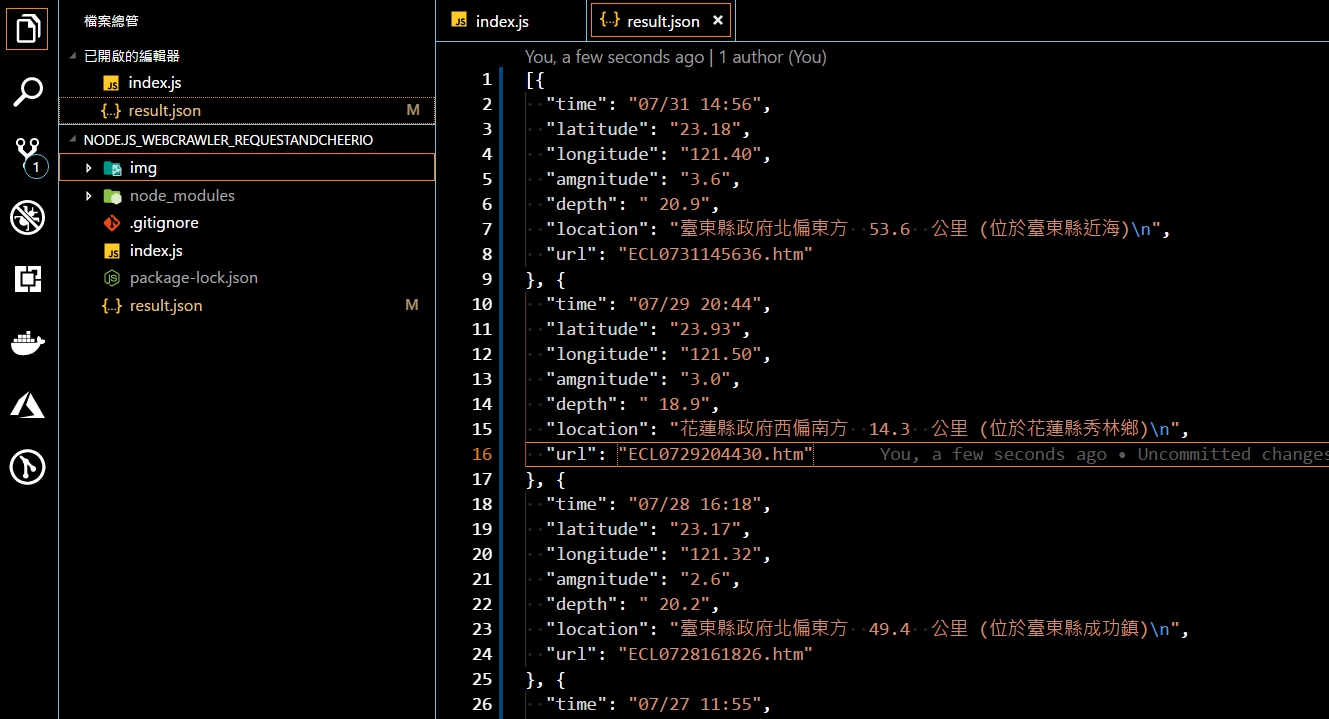 檔案總管
已開啟的編輯器
JS index.js
{..} result.json M
NODE.JS_WEBCRAWLER_REQUESTANDCHEERIO
img
node_modules
.gitignore
JS index.js
package-lock.json
{..} result.json M
1
JS index.js
{..} result.json ×
You, a few seconds ago | 1 author (You)
1 [{
2 "time": "07/31 14:56",
3 "latitude": "23.18",
4 "longitude": "121.40",
5 "amgnitude": "3.6",
6 "depth": " 20.9",
7 "location": "臺東縣政府北偏東方  53.6  公里 (位於臺東縣近海)\n",
8 "url": "ECL0731145636.htm"
9 }, {
10 "time": "07/29 20:44",
11 "latitude": "23.93",
12 "longitude": "121.50",
13 "amgnitude": "3.0",
14 "depth": " 18.9",
15 "location": "花蓮縣政府西偏南方  14.3  公里 (位於花蓮縣秀林鄉)\n",
16 "url": "ECL0729204430.htm" You, a few seconds ago • Uncommitted changes
17 }, {
18 "time": "07/28 16:18",
19 "latitude": "23.17",
20 "longitude": "121.32",
21 "amgnitude": "2.6",
22 "depth": " 20.2",
23 "location": "臺東縣政府北偏東方  49.4  公里 (位於臺東縣成功鎮)\n",
24 "url": "ECL0728161826.htm"
25 }, {
26 "time": "07/27 11:55",